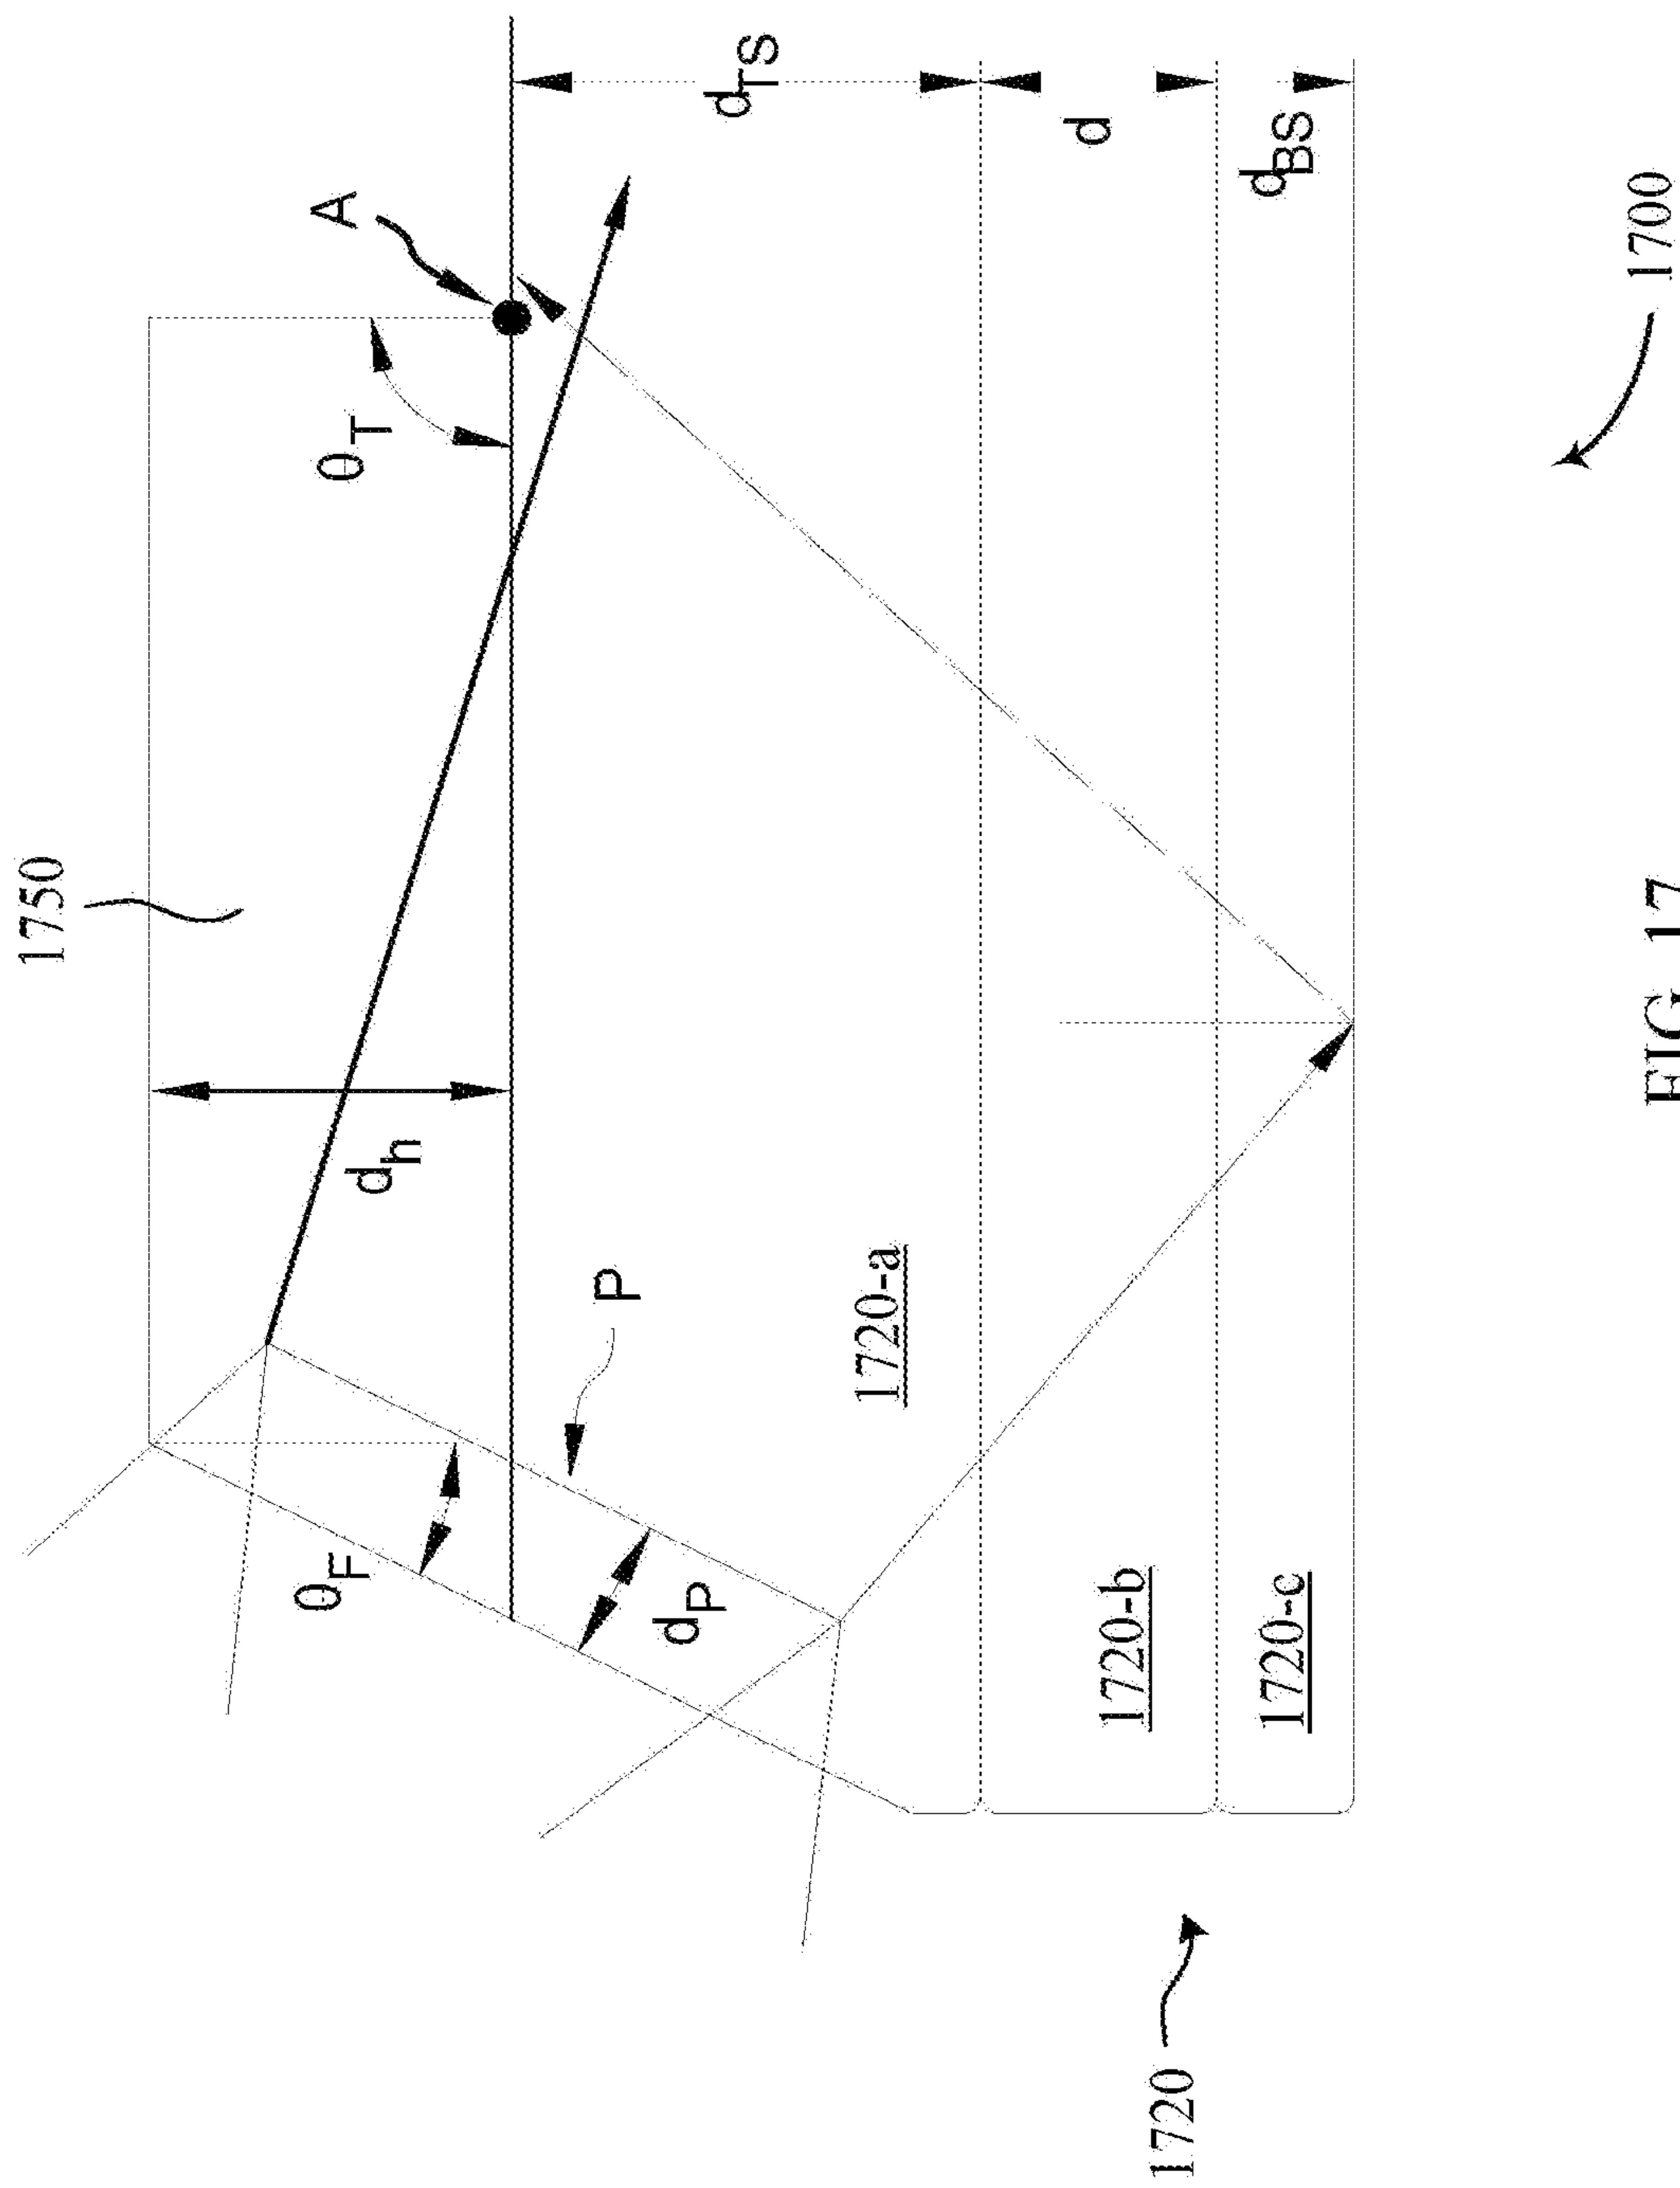 1750
A
θT
dh
θF
P
dP
dTS
d
dBS
1720-a
1720-b
1720-c
1720
1700
FIG. 17